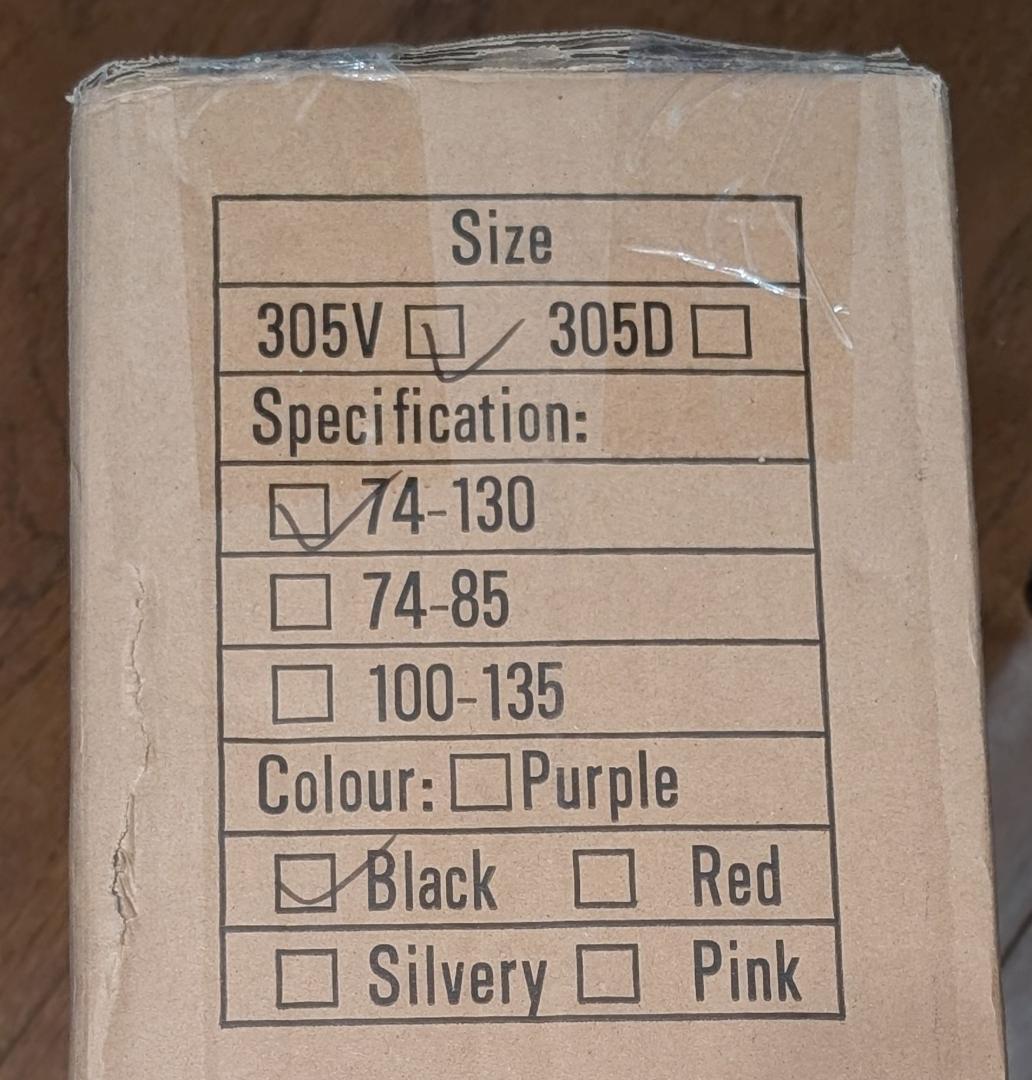 Size
305V 305D
Specification:
74-130
74-85
100-135
Colour: Purple
Black Red
Silvery Pink